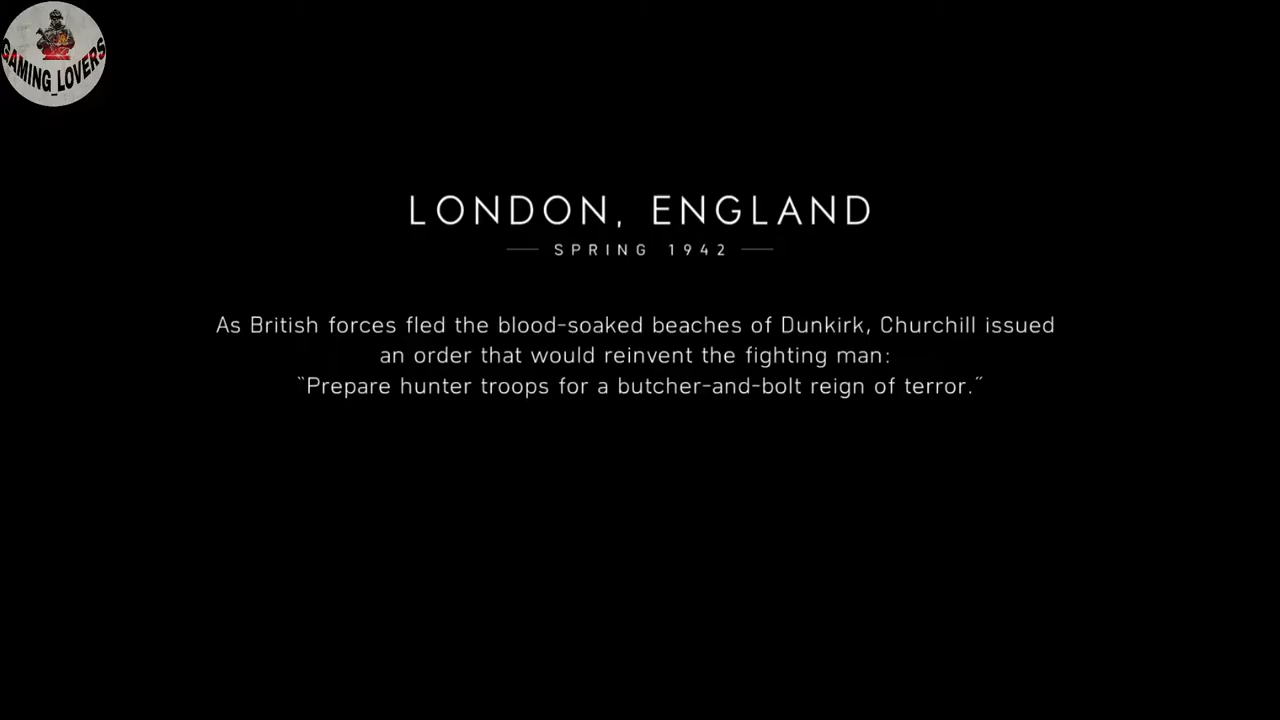 GAMING_LOVERS
LONDON, ENGLAND
SPRING 1942
As British forces fled the blood-soaked beaches of Dunkirk, Churchill issued
an order that would reinvent the fighting man:
“Prepare hunter troops for a butcher-and-bolt reign of terror.”